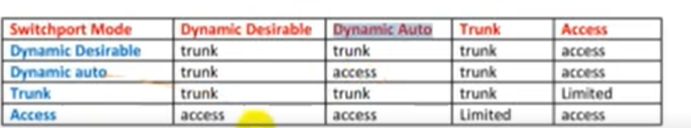 Switchport Mode Dynamic Desirable Dynamic Auto Trunk Access
Dynamic Desirable trunk trunk trunk access
Dynamic auto trunk access trunk access
Trunk trunk trunk trunk Limited
Access access access Limited access